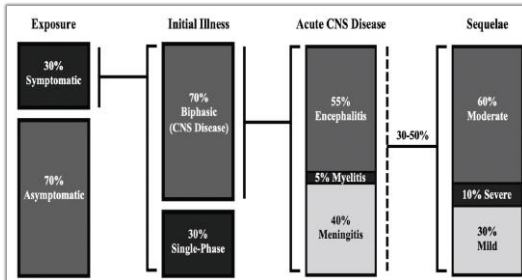 Exposure
Initial Illness
Acute CNS Disease
Sequelae
30%
Symptomatic
70%
Asymptomatic
70%
Biphasic
(CNS Disease)
30%
Single-Phase
55%
Encephalitis
5% Myelitis
40%
Meningitis
30-50%
60%
Moderate
10% Severe
30%
Mild